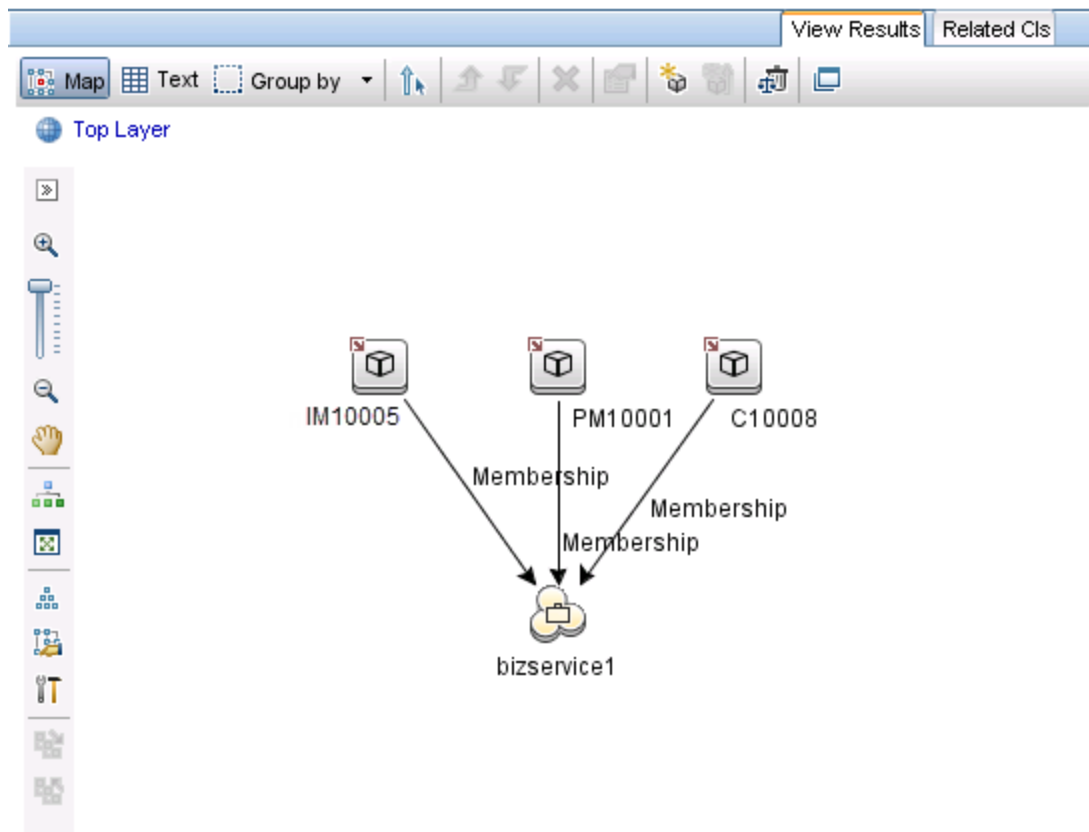 View Results Related CIs
Map Text Group by
Top Layer
IM10005 PM10001 C10008
Membership
Membership
Membership
bizservice1